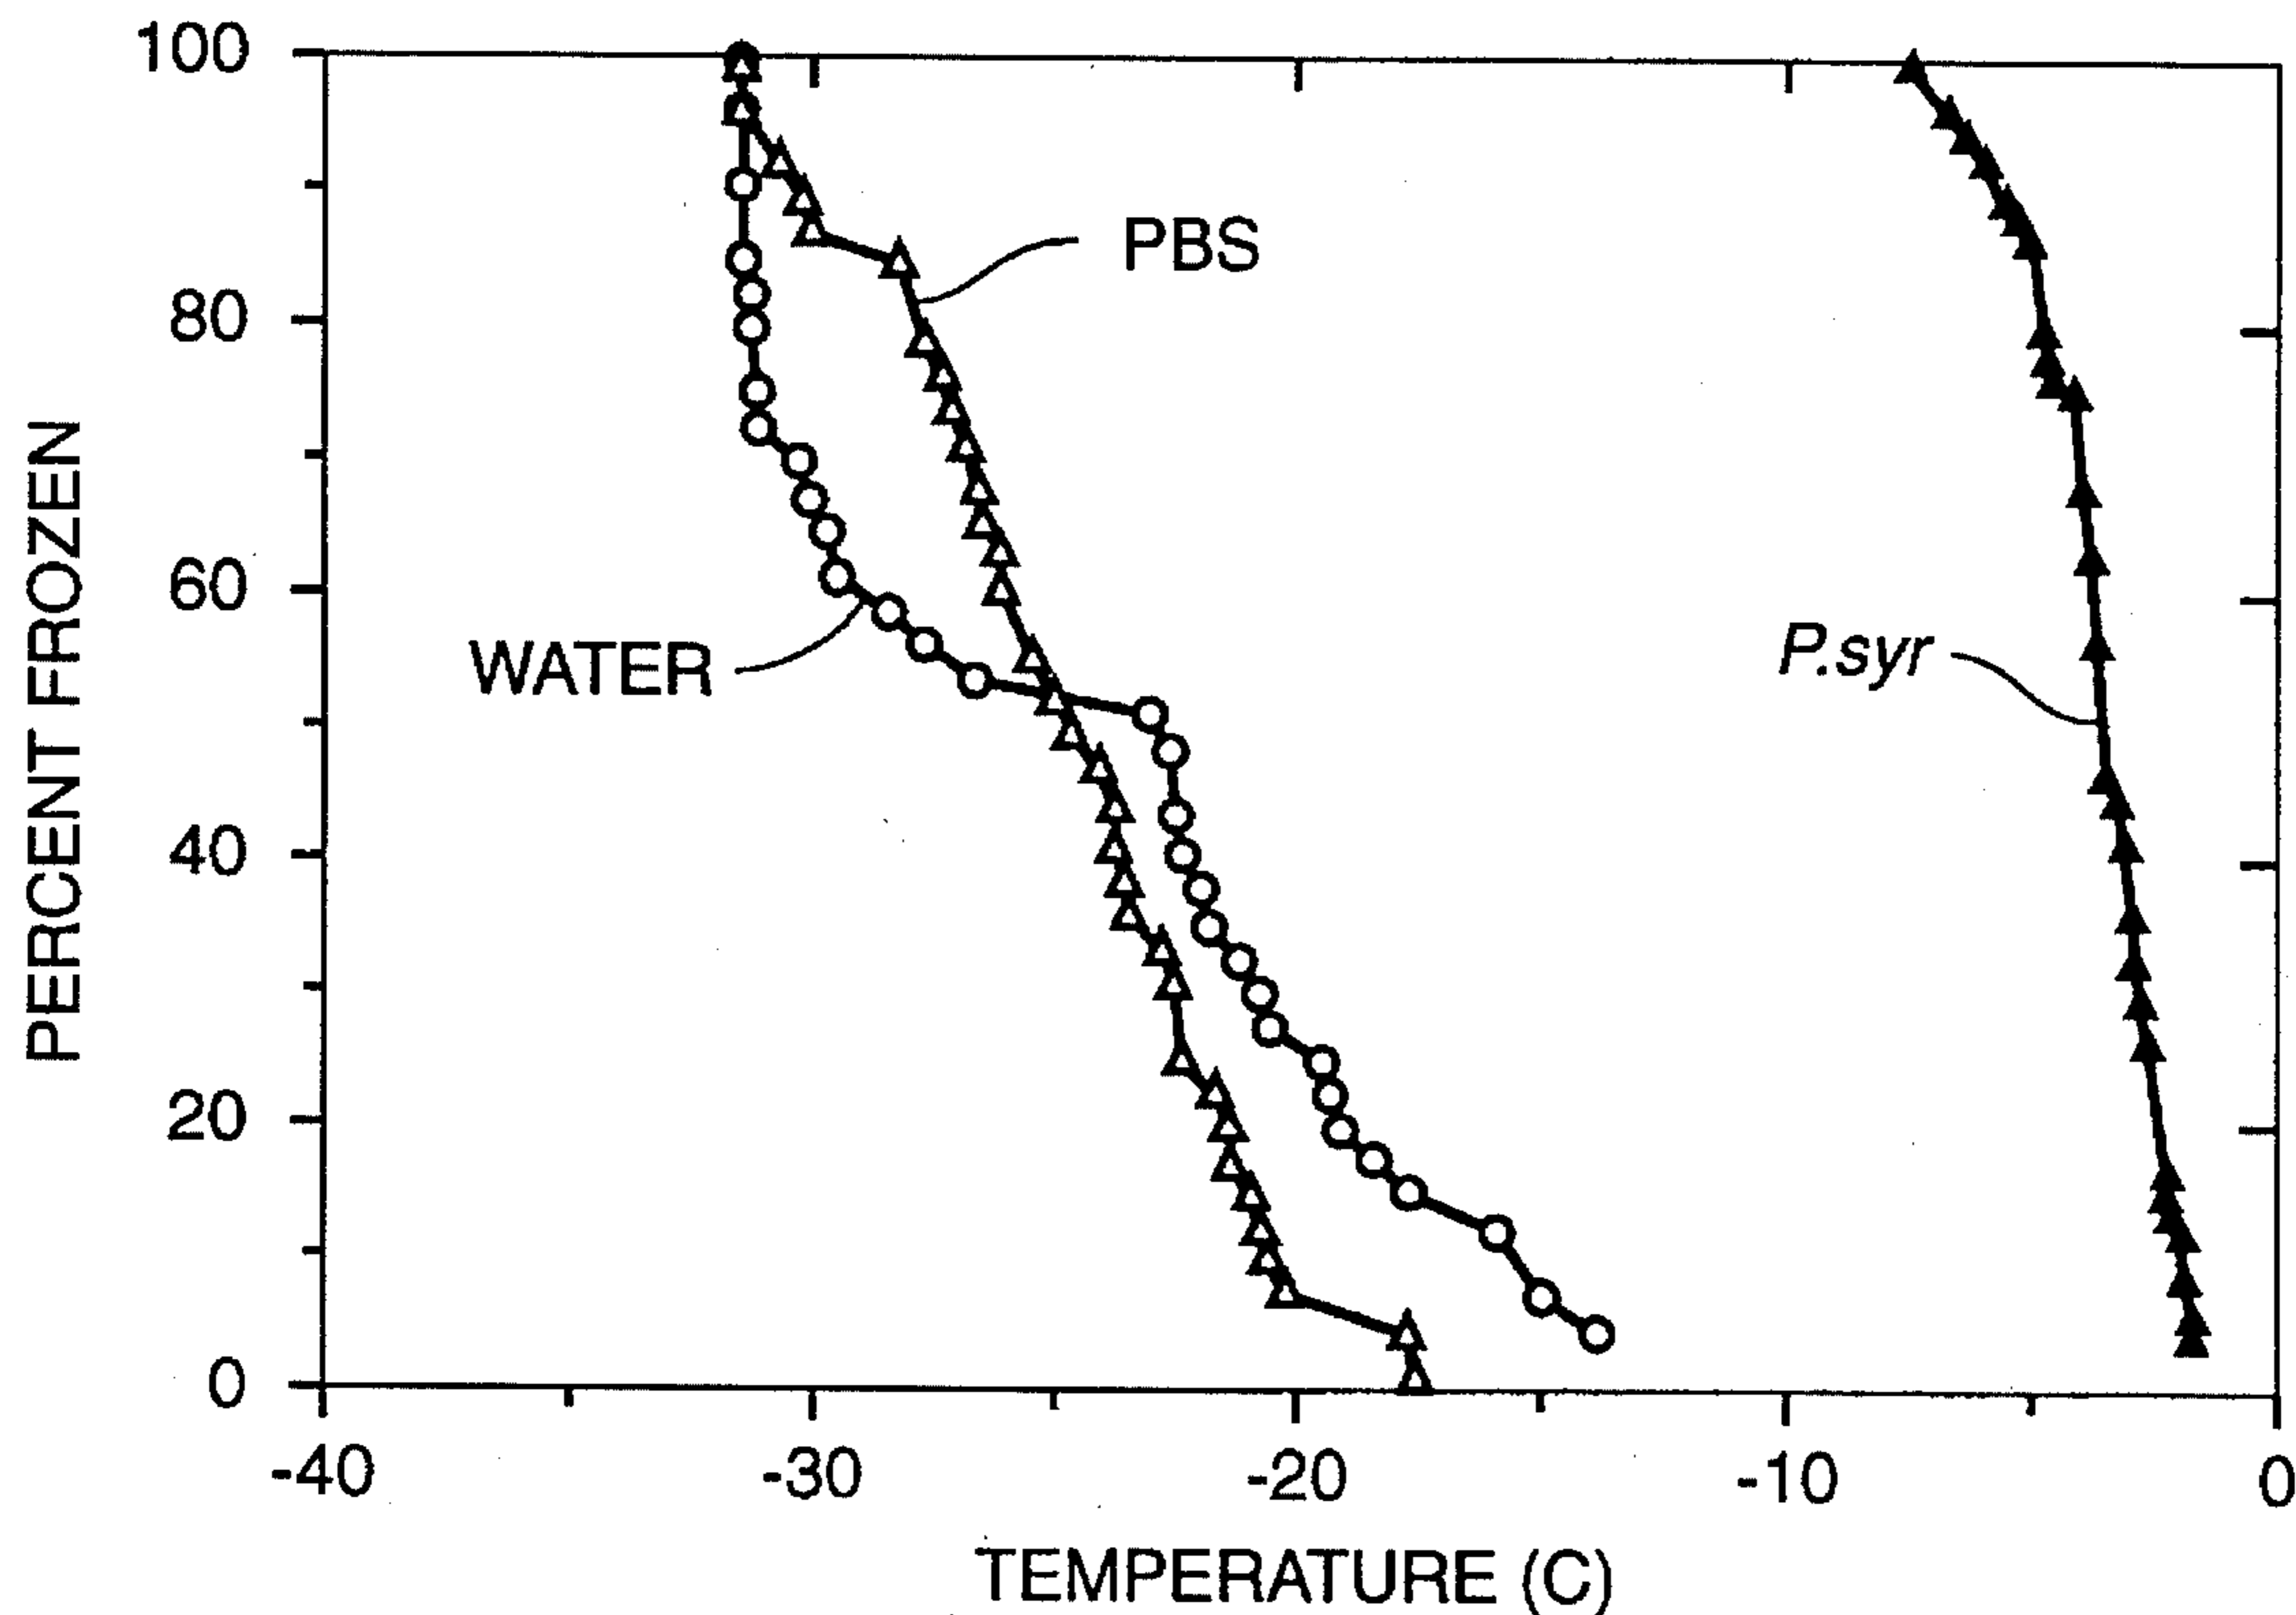 100
80
60
40
20
0
PERCENT FROZEN
PBS
WATER
P.syr
-40
-30
-20
-10
0
TEMPERATURE (C)